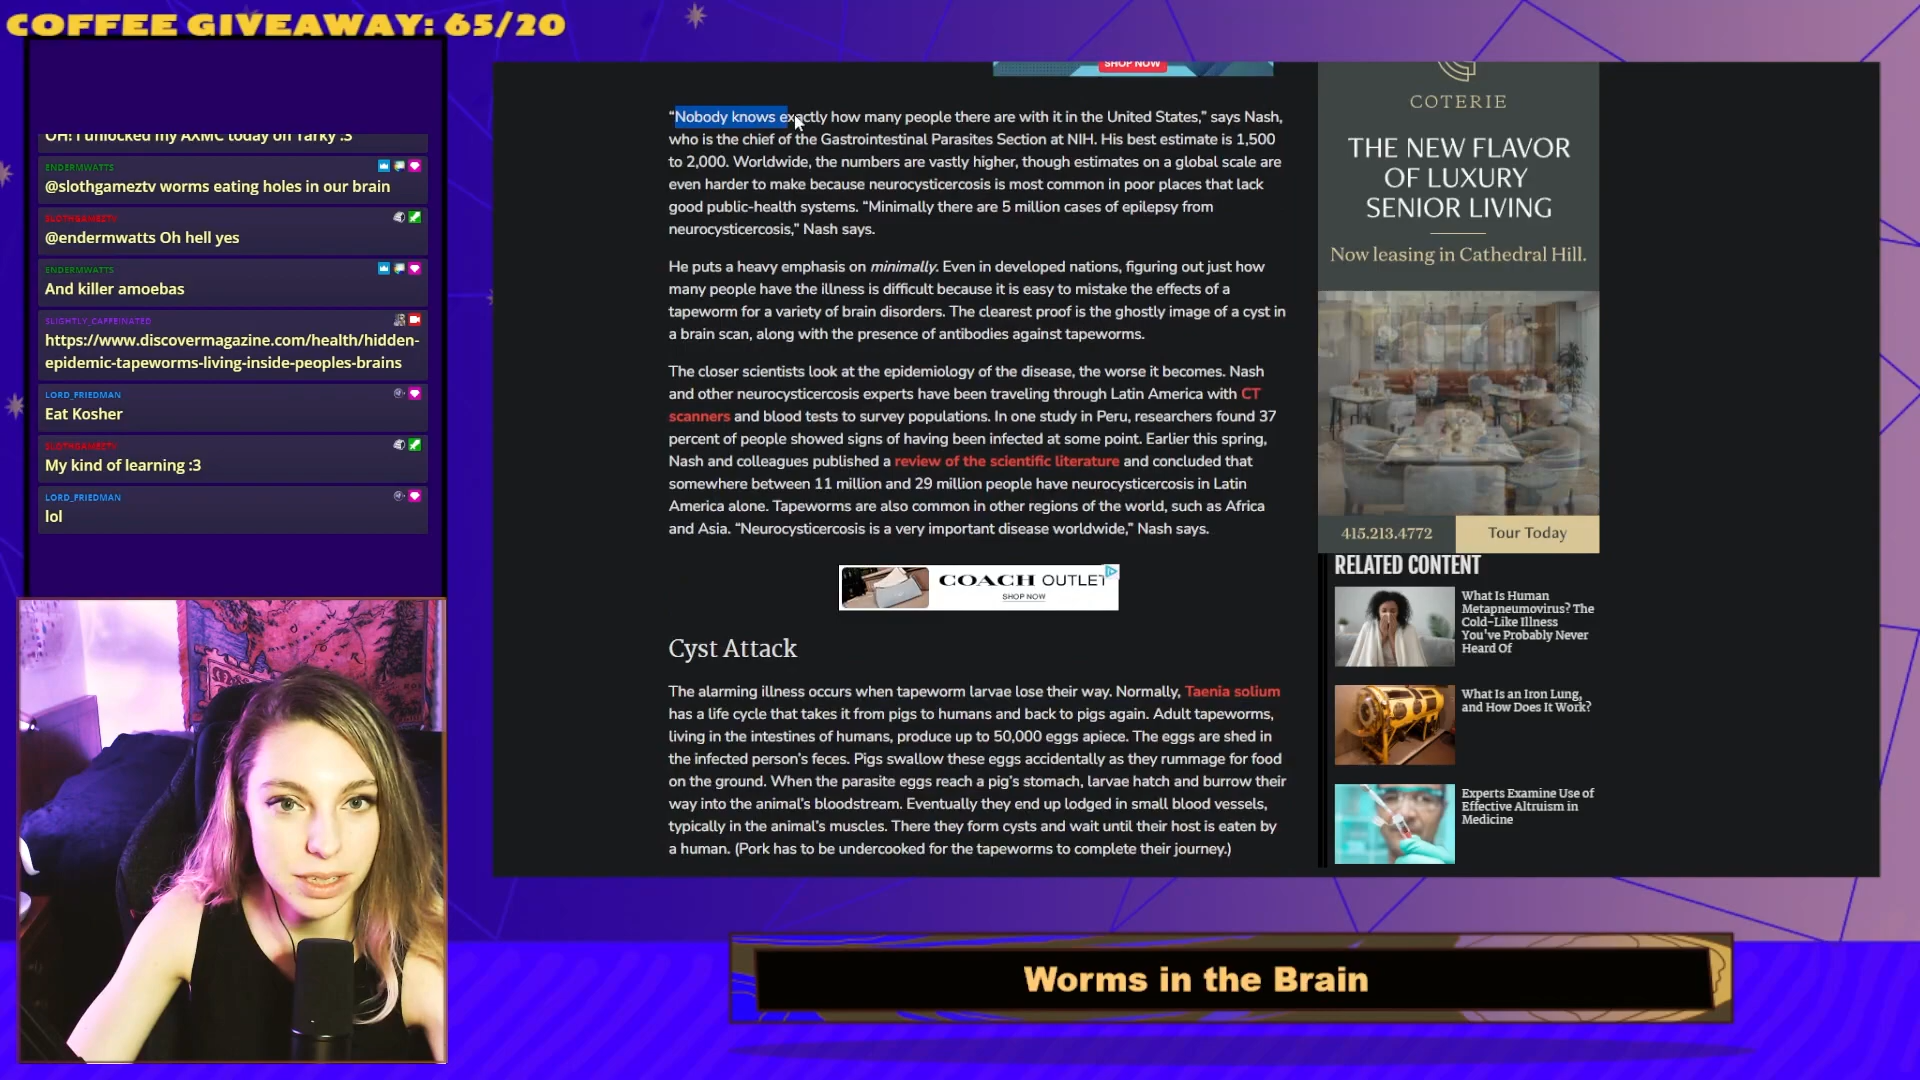 COFFEE GIVEAWAY: 65/20
OH! I unlocked my AXMC today on Tarky :3
ENDERMWATTS
@slothgameztv worms eating holes in our brain
SLOTHGAMEZTV
@endermwatts Oh hell yes
ENDERMWATTS
And killer amoebas
SLIGHTLY_CAFFEINATED
https://www.discovermagazine.com/health/hidden-
epidemic-tapeworms-living-inside-peoples-brains
LORD_FRIEDMAN
Eat Kosher
SLOTHGAMEZTV
My kind of learning :3
LORD_FRIEDMAN
lol
SHOP NOW
“Nobody knows exactly how many people there are with it in the United States,” says Nash,
who is the chief of the Gastrointestinal Parasites Section at NIH. His best estimate is 1,500
to 2,000. Worldwide, the numbers are vastly higher, though estimates on a global scale are
even harder to make because neurocysticercosis is most common in poor places that lack
good public-health systems. “Minimally there are 5 million cases of epilepsy from
neurocysticercosis,” Nash says.
He puts a heavy emphasis on minimally. Even in developed nations, figuring out just how
many people have the illness is difficult because it is easy to mistake the effects of a
tapeworm for a variety of brain disorders. The clearest proof is the ghostly image of a cyst in
a brain scan, along with the presence of antibodies against tapeworms.
The closer scientists look at the epidemiology of the disease, the worse it becomes. Nash
and other neurocysticercosis experts have been traveling through Latin America with CT
scanners and blood tests to survey populations. In one study in Peru, researchers found 37
percent of people showed signs of having been infected at some point. Earlier this spring,
Nash and colleagues published a review of the scientific literature and concluded that
somewhere between 11 million and 29 million people have neurocysticercosis in Latin
America alone. Tapeworms are also common in other regions of the world, such as Africa
and Asia. “Neurocysticercosis is a very important disease worldwide,” Nash says.
COACH OUTLET
SHOP NOW
Cyst Attack
The alarming illness occurs when tapeworm larvae lose their way. Normally, Taenia solium
has a life cycle that takes it from pigs to humans and back to pigs again. Adult tapeworms,
living in the intestines of humans, produce up to 50,000 eggs apiece. The eggs are shed in
the infected person’s feces. Pigs swallow these eggs accidentally as they rummage for food
on the ground. When the parasite eggs reach a pig’s stomach, larvae hatch and burrow their
way into the animal’s bloodstream. Eventually they end up lodged in small blood vessels,
typically in the animal’s muscles. There they form cysts and wait until their host is eaten by
a human. (Pork has to be undercooked for the tapeworms to complete their journey.)
COTERIE
THE NEW FLAVOR
OF LUXURY
SENIOR LIVING
Now leasing in Cathedral Hill.
415.213.4772
Tour Today
RELATED CONTENT
What Is Human
Metapneumovirus? The
Cold-Like Illness
You've Probably Never
Heard Of
What Is an Iron Lung,
and How Does It Work?
Experts Examine Use of
Effective Altruism in
Medicine
Worms in the Brain